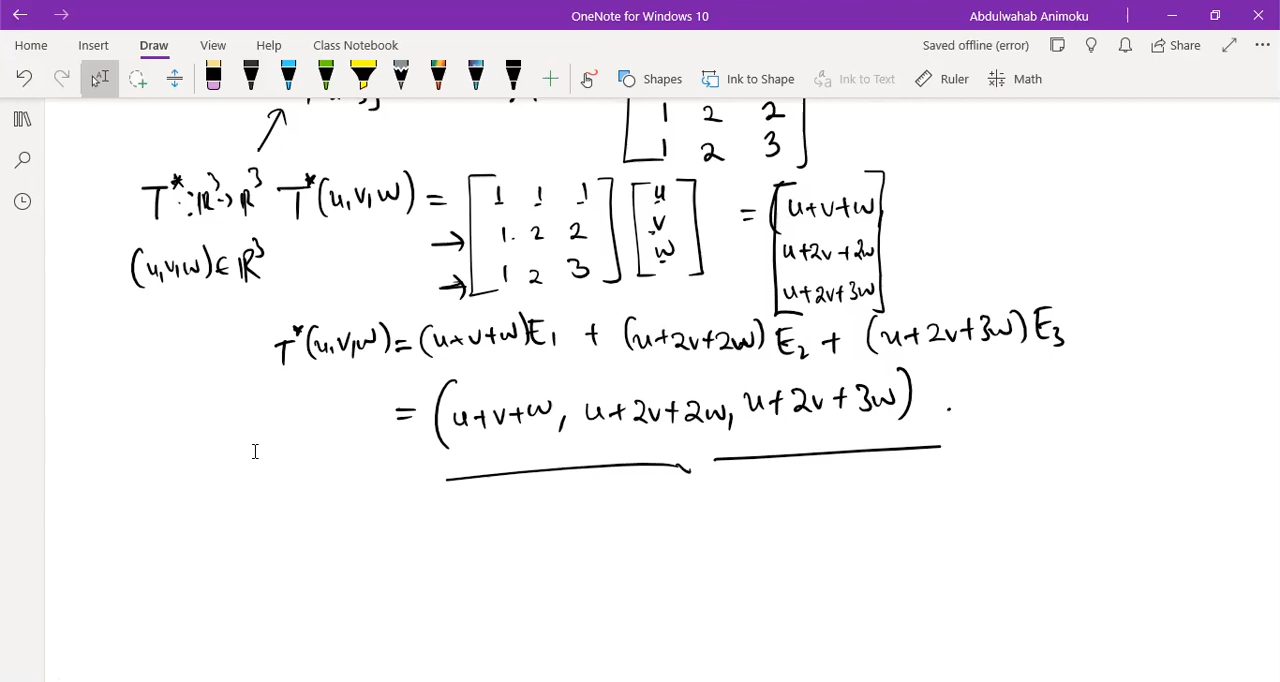 OneNote for Windows 10
Abdulwahab Animoku
Home Insert Draw View Help Class Notebook
Saved offline (error) Share
Shapes Ink to Shape Ink to Text Ruler Math
1 2 2
1 2 3
T*: ℝ³→ℝ³ T*(u,v,w) = [1 1 1] [u] = [u+v+w]
→ [1. 2 2] [v] [u+2v+2w]
(u,v,w) ∈ ℝ³
→ [1 2 3] [w] [u+2v+3w]
T*(u,v,w) = (u+v+w)E₁ + (u+2v+2w)E₂ + (u+2v+3w)E₃
= (u+v+w, u+2v+2w, u+2v+3w).